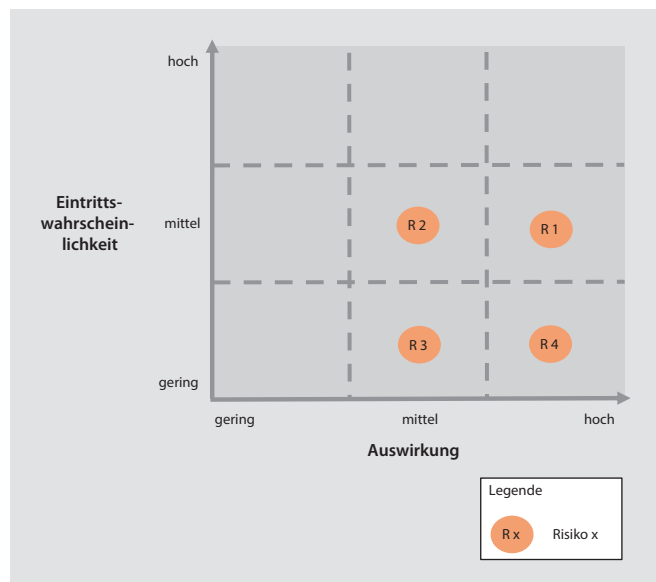 hoch
Eintritts-
wahrschein-
lichkeit
mittel
R 2
R 1
R 3
R 4
gering
gering
mittel
hoch
Auswirkung
Legende
R x
Risiko x